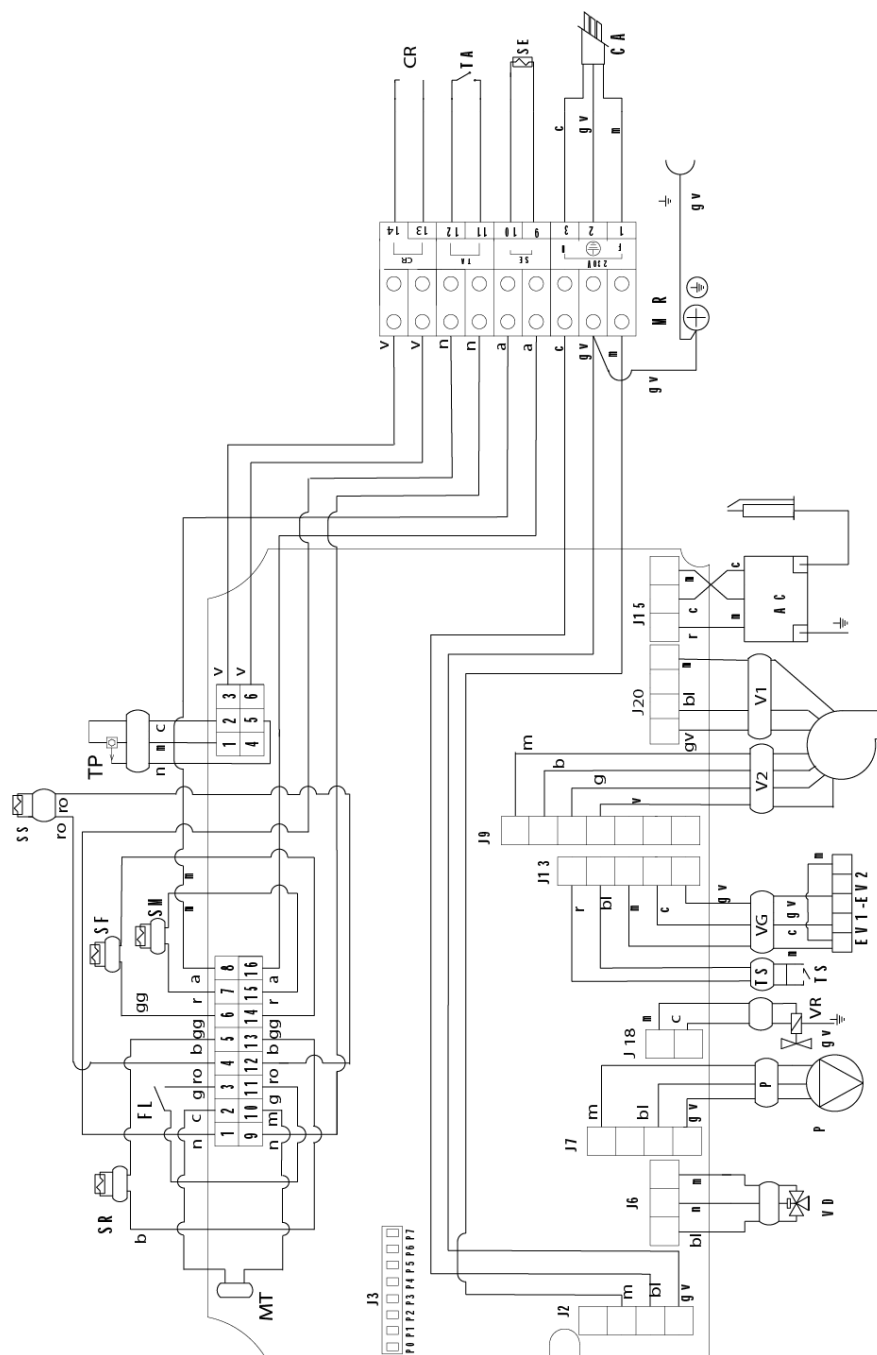 CR
TA
SE
CA
c
gv
m
14
13
12
11
10
9
3
2
1
CR
TA
SE
N
F
230V
MR
gv
gv
v
v
n
n
a
a
c
gv
m
TP
n
m
c
v
v
1 2 3
4 5 6
SS
ro
ro
SF
SM
m
m
gg
FL
SR
b
MT
n c g ro b gg r a
1 2 3 4 5 6 7 8
9 10 11 12 13 14 15 16
n m g ro b gg r a
J3
P0 P1 P2 P3 P4 P5 P6 P7
J2
m
bl
gv
J6
bl
n
m
VD
J7
m
bl
gv
P
P
J18
m
c
VR
gv
J13
r
bl
m
c
gv
TS
TS
VG
m
c
gv
m
EV1-EV2
J9
m
b
g
v
V2
J20
gv
bl
m
V1
J15
r
c
m
m
c
AC